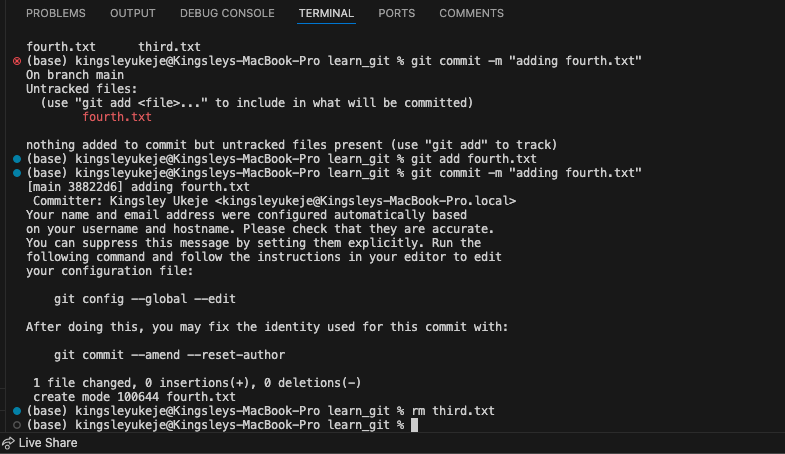 PROBLEMS OUTPUT DEBUG CONSOLE TERMINAL PORTS COMMENTS
fourth.txt third.txt
(base) kingsleyukeje@Kingsleys-MacBook-Pro learn_git % git commit -m "adding fourth.txt"
On branch main
Untracked files:
(use "git add <file>..." to include in what will be committed)
fourth.txt
nothing added to commit but untracked files present (use "git add" to track)
(base) kingsleyukeje@Kingsleys-MacBook-Pro learn_git % git add fourth.txt
(base) kingsleyukeje@Kingsleys-MacBook-Pro learn_git % git commit -m "adding fourth.txt"
[main 38822d6] adding fourth.txt
Committer: Kingsley Ukeje <kingsleyukeje@Kingsleys-MacBook-Pro.local>
Your name and email address were configured automatically based
on your username and hostname. Please check that they are accurate.
You can suppress this message by setting them explicitly. Run the
following command and follow the instructions in your editor to edit
your configuration file:
git config --global --edit
After doing this, you may fix the identity used for this commit with:
git commit --amend --reset-author
1 file changed, 0 insertions(+), 0 deletions(-)
create mode 100644 fourth.txt
(base) kingsleyukeje@Kingsleys-MacBook-Pro learn_git % rm third.txt
(base) kingsleyukeje@Kingsleys-MacBook-Pro learn_git %
Live Share